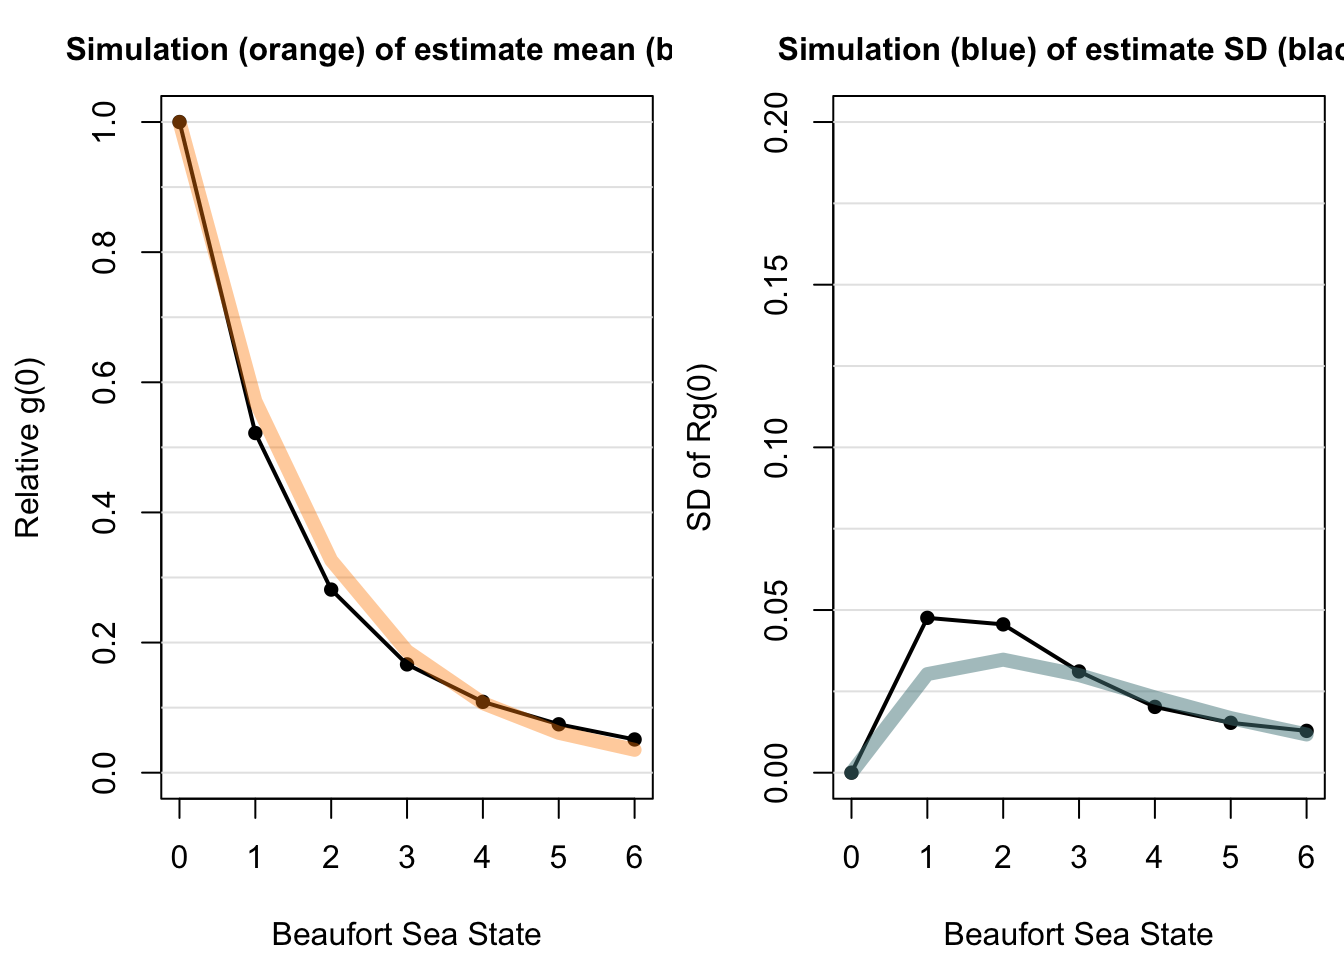 Simulation (orange) of estimate mean (b
Relative g(0)
1.0
0.8
0.6
0.4
0.2
0.0
0 1 2 3 4 5 6
Beaufort Sea State
Simulation (blue) of estimate SD (blac
SD of Rg(0)
0.20
0.15
0.10
0.05
0.00
0 1 2 3 4 5 6
Beaufort Sea State